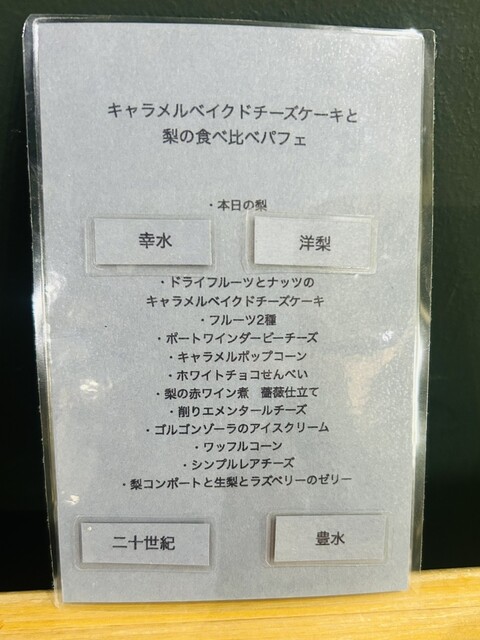 キャラメルベイクドチーズケーキと
梨の食べ比べパフェ
・本日の梨
幸水 洋梨
・ドライフルーツとナッツの
キャラメルベイクドチーズケーキ
・フルーツ2種
・ポートワインダービーチーズ
・キャラメルポップコーン
・ホワイトチョコせんべい
・梨の赤ワイン煮　薔薇仕立て
・削りエメンタールチーズ
・ゴルゴンゾーラのアイスクリーム
・ワッフルコーン
・シンプルレアチーズ
・梨コンポートと生梨とラズベリーのゼリー
二十世紀 豊水